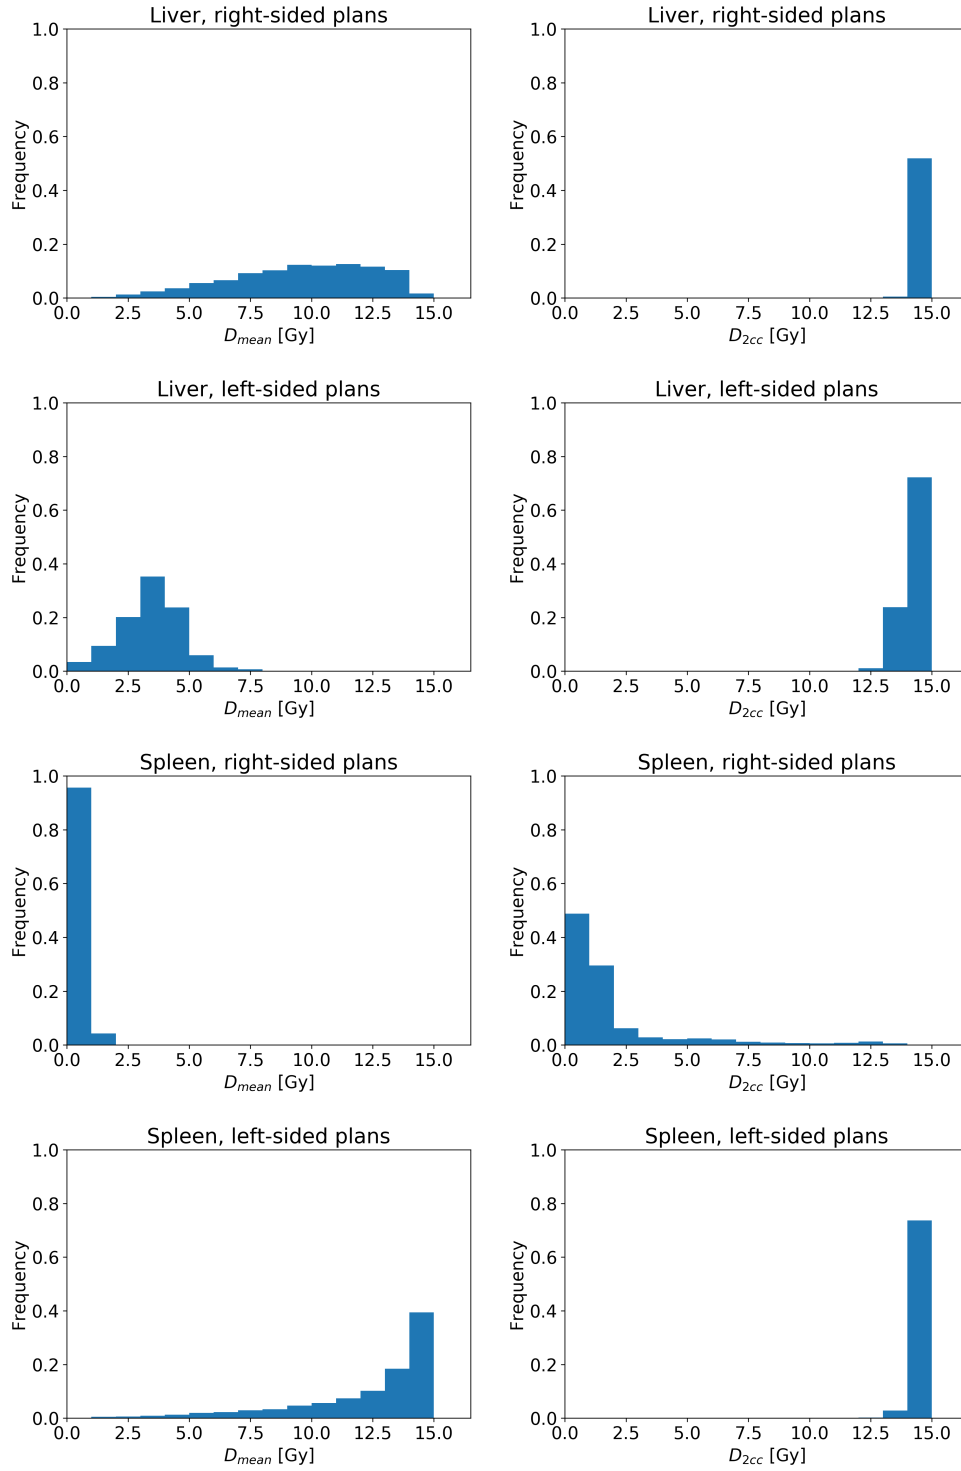 Liver, right-sided plans
1.0
0.8
0.6
0.4
0.2
0.0
Frequency
0.0 2.5 5.0 7.5 10.0 12.5 15.0
D_mean [Gy]
Liver, right-sided plans
1.0
0.8
0.6
0.4
0.2
0.0
Frequency
0.0 2.5 5.0 7.5 10.0 12.5 15.0
D_2cc [Gy]
Liver, left-sided plans
1.0
0.8
0.6
0.4
0.2
0.0
Frequency
0.0 2.5 5.0 7.5 10.0 12.5 15.0
D_mean [Gy]
Liver, left-sided plans
1.0
0.8
0.6
0.4
0.2
0.0
Frequency
0.0 2.5 5.0 7.5 10.0 12.5 15.0
D_2cc [Gy]
Spleen, right-sided plans
1.0
0.8
0.6
0.4
0.2
0.0
Frequency
0.0 2.5 5.0 7.5 10.0 12.5 15.0
D_mean [Gy]
Spleen, right-sided plans
1.0
0.8
0.6
0.4
0.2
0.0
Frequency
0.0 2.5 5.0 7.5 10.0 12.5 15.0
D_2cc [Gy]
Spleen, left-sided plans
1.0
0.8
0.6
0.4
0.2
0.0
Frequency
0.0 2.5 5.0 7.5 10.0 12.5 15.0
D_mean [Gy]
Spleen, left-sided plans
1.0
0.8
0.6
0.4
0.2
0.0
Frequency
0.0 2.5 5.0 7.5 10.0 12.5 15.0
D_2cc [Gy]